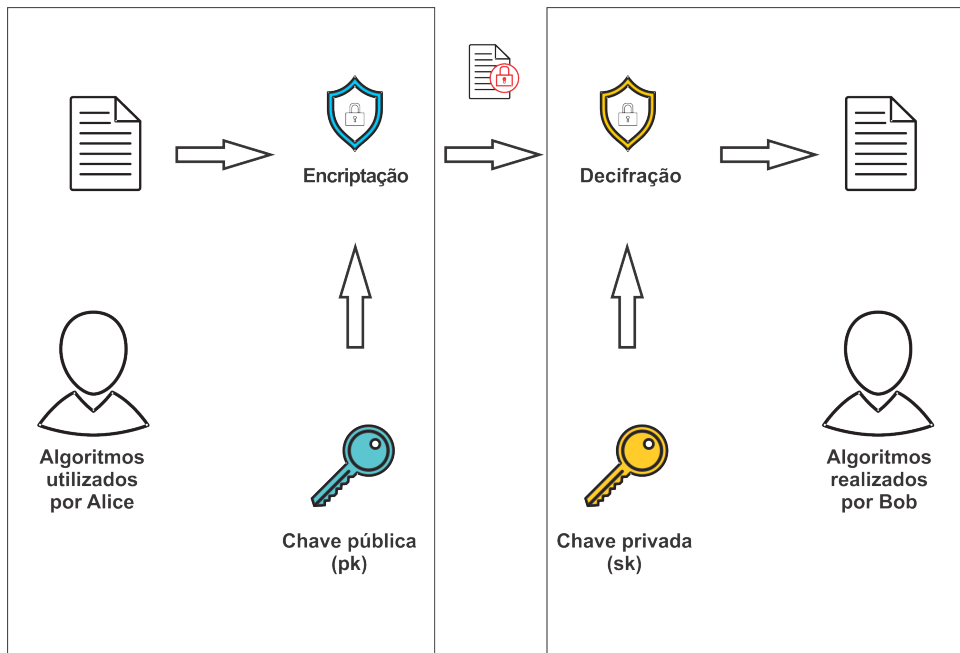 Encriptação
Decifração
Algoritmos
utilizados
por Alice
Chave pública
(pk)
Chave privada
(sk)
Algoritmos
realizados
por Bob